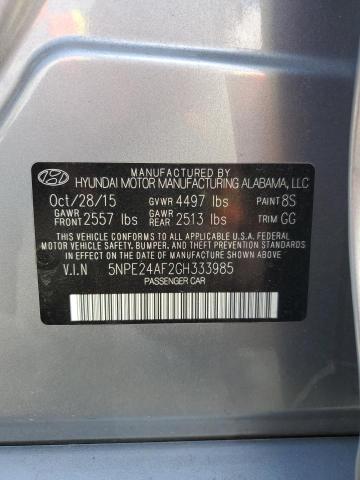 MANUFACTURED BY
HYUNDAI MOTOR MANUFACTURING ALABAMA, LLC
Oct/28/15 GVWR 4497 lbs PAINT 8S
GAWR FRONT 2557 lbs GAWR REAR 2513 lbs TRIM GG
THIS VEHICLE CONFORMS TO ALL APPLICABLE U.S.A FEDERAL
MOTOR VEHICLE SAFETY, BUMPER, AND THEFT PREVENTION
STANDARDS IN EFFECT ON THE DATE OF
MANUFACTURE SHOWN ABOVE.
V.I.N 5NPE24AF2GH333985
PASSENGER CAR